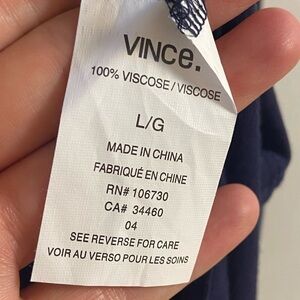 VINCe.
100% VISCOSE / VISCOSE
L/G
MADE IN CHINA
FABRIQUÉ EN CHINE
RN# 106730
CA# 34460
04
SEE REVERSE FOR CARE
VOIR AU VERSO POUR LES SOINS